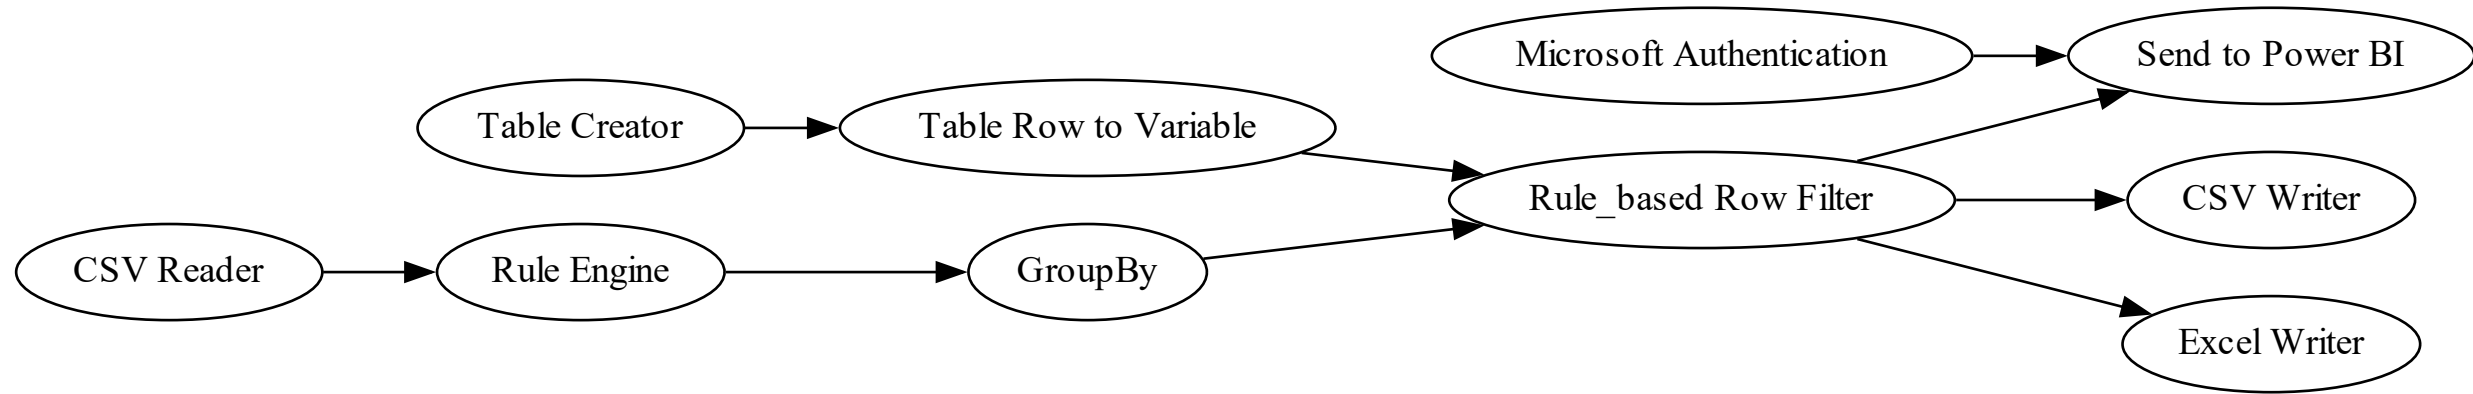 Microsoft Authentication
Send to Power BI
Table Creator
Table Row to Variable
Rule_based Row Filter
CSV Writer
CSV Reader
Rule Engine
GroupBy
Excel Writer